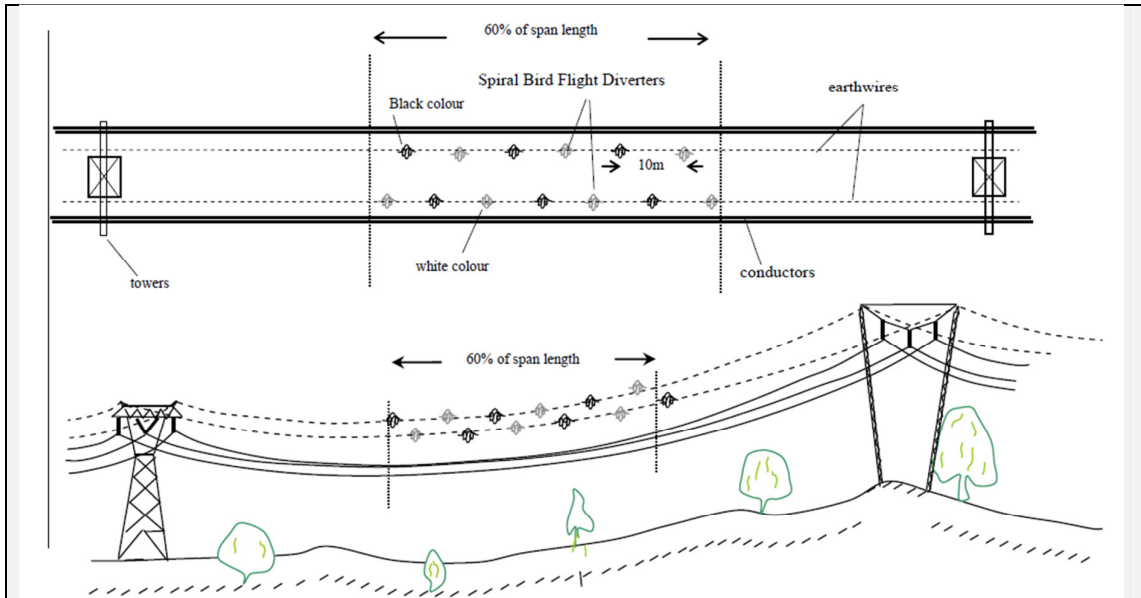 60% of span length
Spiral Bird Flight Diverters
earthwires
Black colour
10m
white colour
conductors
towers
60% of span length